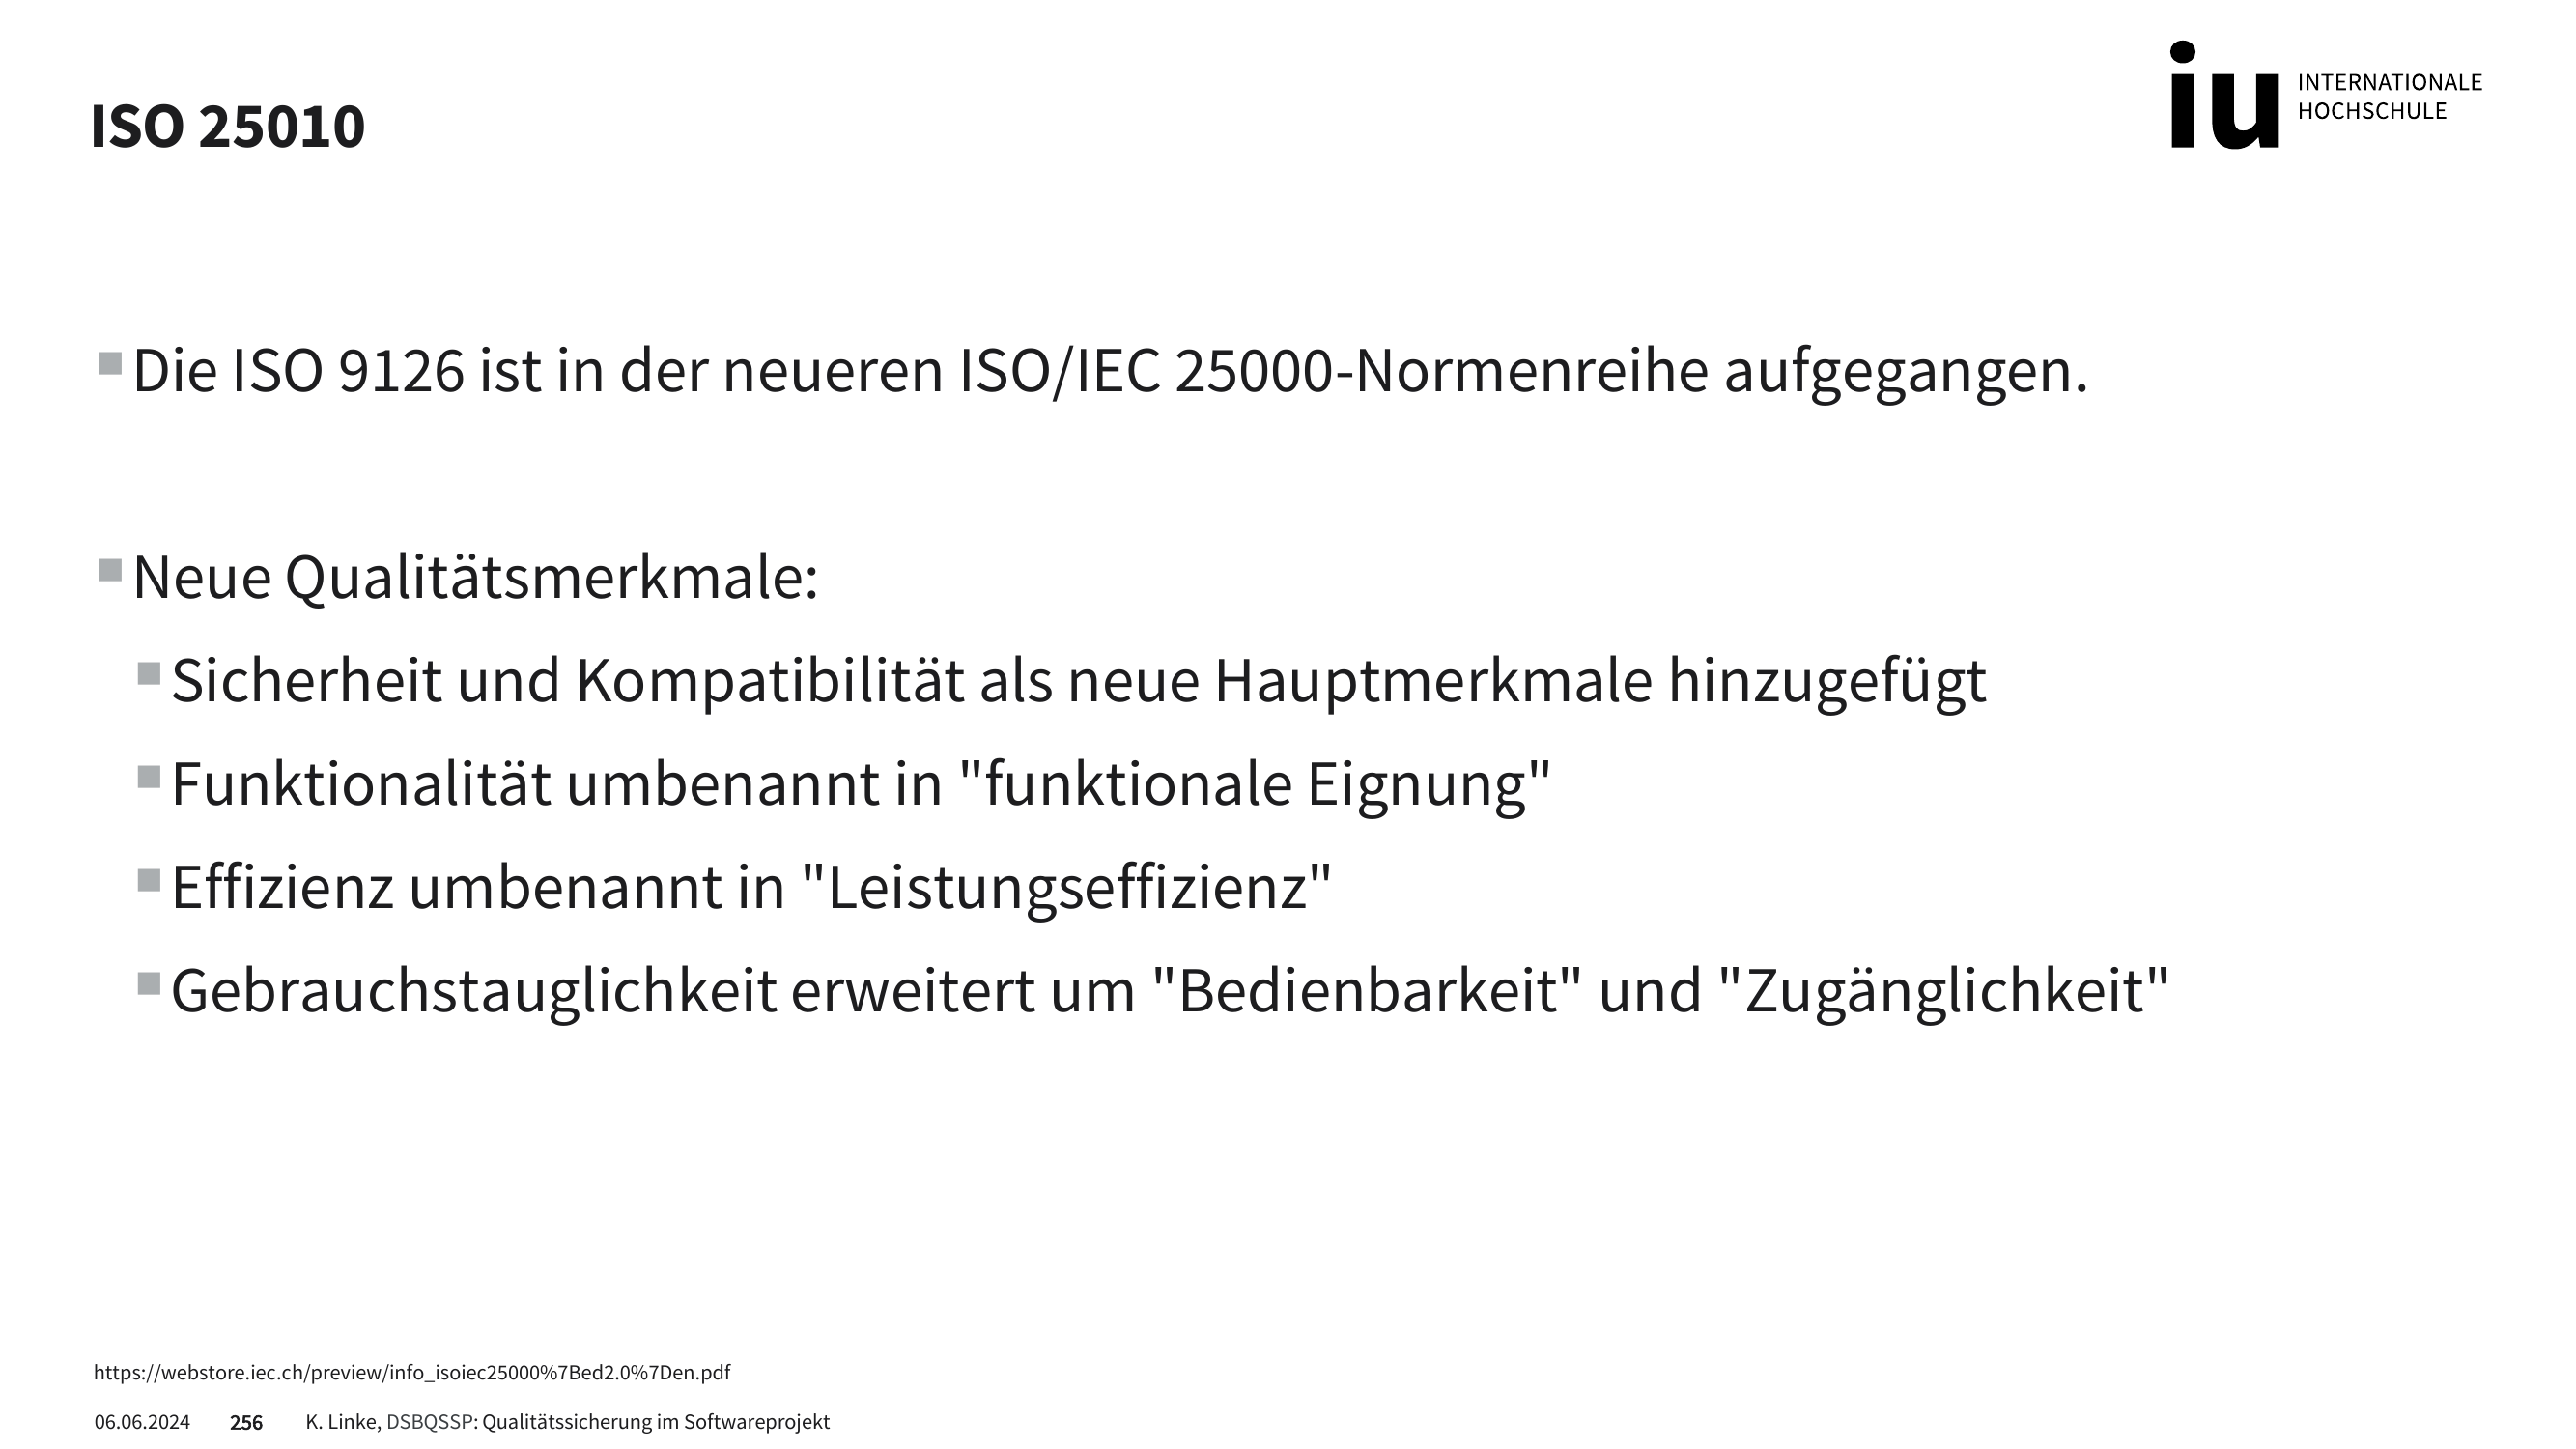 ISO 25010
iu INTERNATIONALE
HOCHSCHULE
Die ISO 9126 ist in der neueren ISO/IEC 25000-Normenreihe aufgegangen.
Neue Qualitätsmerkmale:
Sicherheit und Kompatibilität als neue Hauptmerkmale hinzugefügt
Funktionalität umbenannt in "funktionale Eignung"
Effizienz umbenannt in "Leistungseffizienz"
Gebrauchstauglichkeit erweitert um "Bedienbarkeit" und "Zugänglichkeit"
https://webstore.iec.ch/preview/info_isoiec25000%7Bed2.0%7Den.pdf
06.06.2024 256 K. Linke, DSBQSSP: Qualitätssicherung im Softwareprojekt